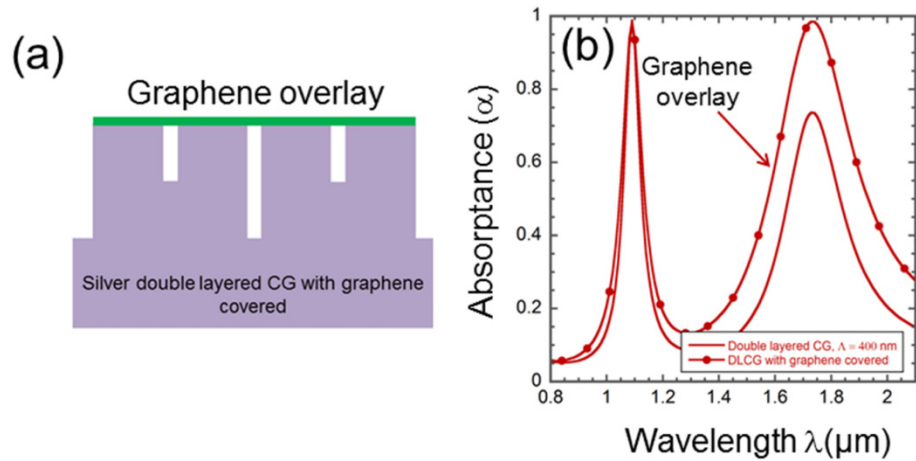 (a)
Graphene overlay
Silver double layered CG with graphene
covered
(b)
Graphene
overlay
Absorptance (α)
1
0.8
0.6
0.4
0.2
0
Double layered CG, Λ = 400 nm
DLCG with graphene covered
0.8 1 1.2 1.4 1.6 1.8 2
Wavelength λ(μm)